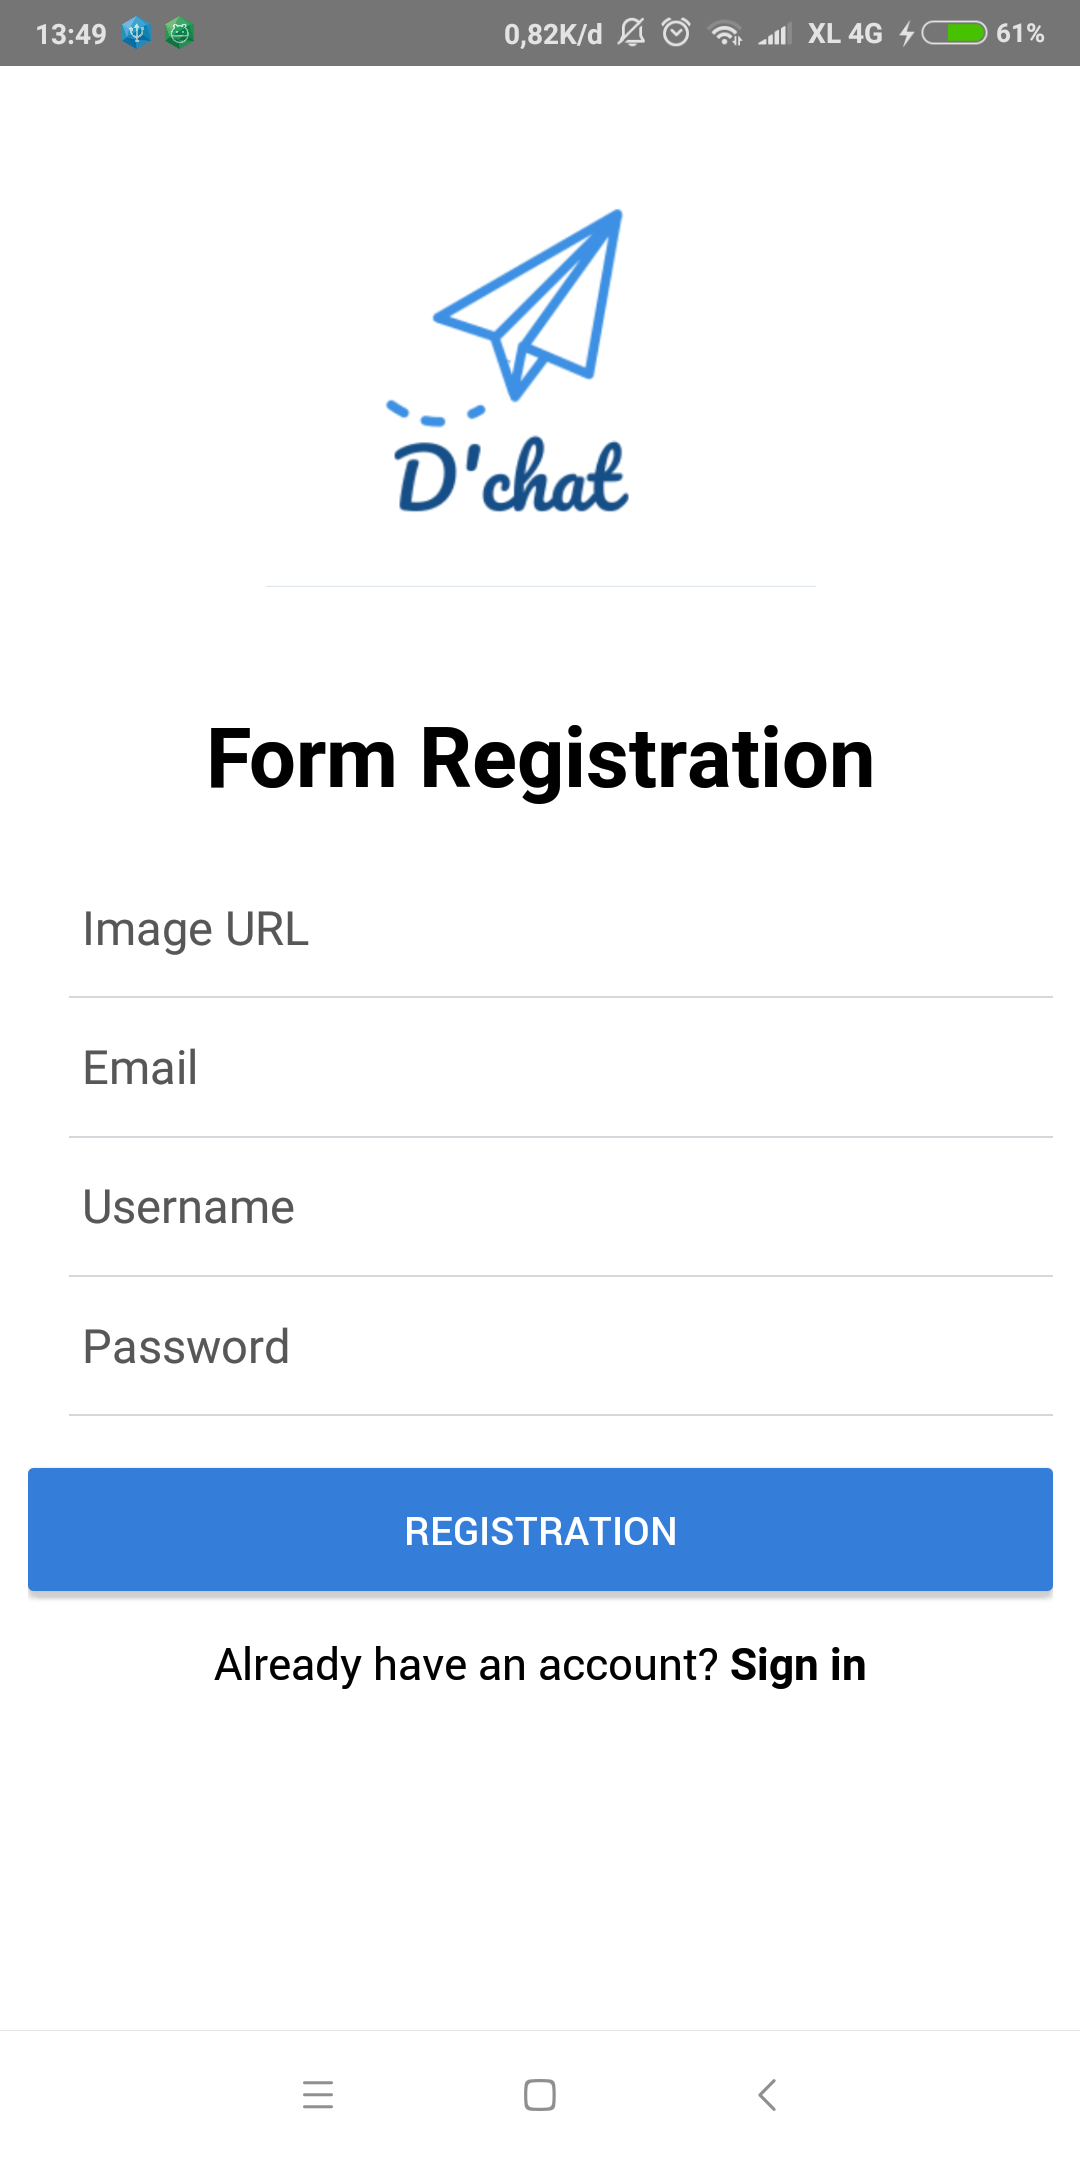 13:49 0,82K/d XL 4G 61%
D'chat
Form Registration
Image URL
Email
Username
Password
REGISTRATION
Already have an account? Sign in